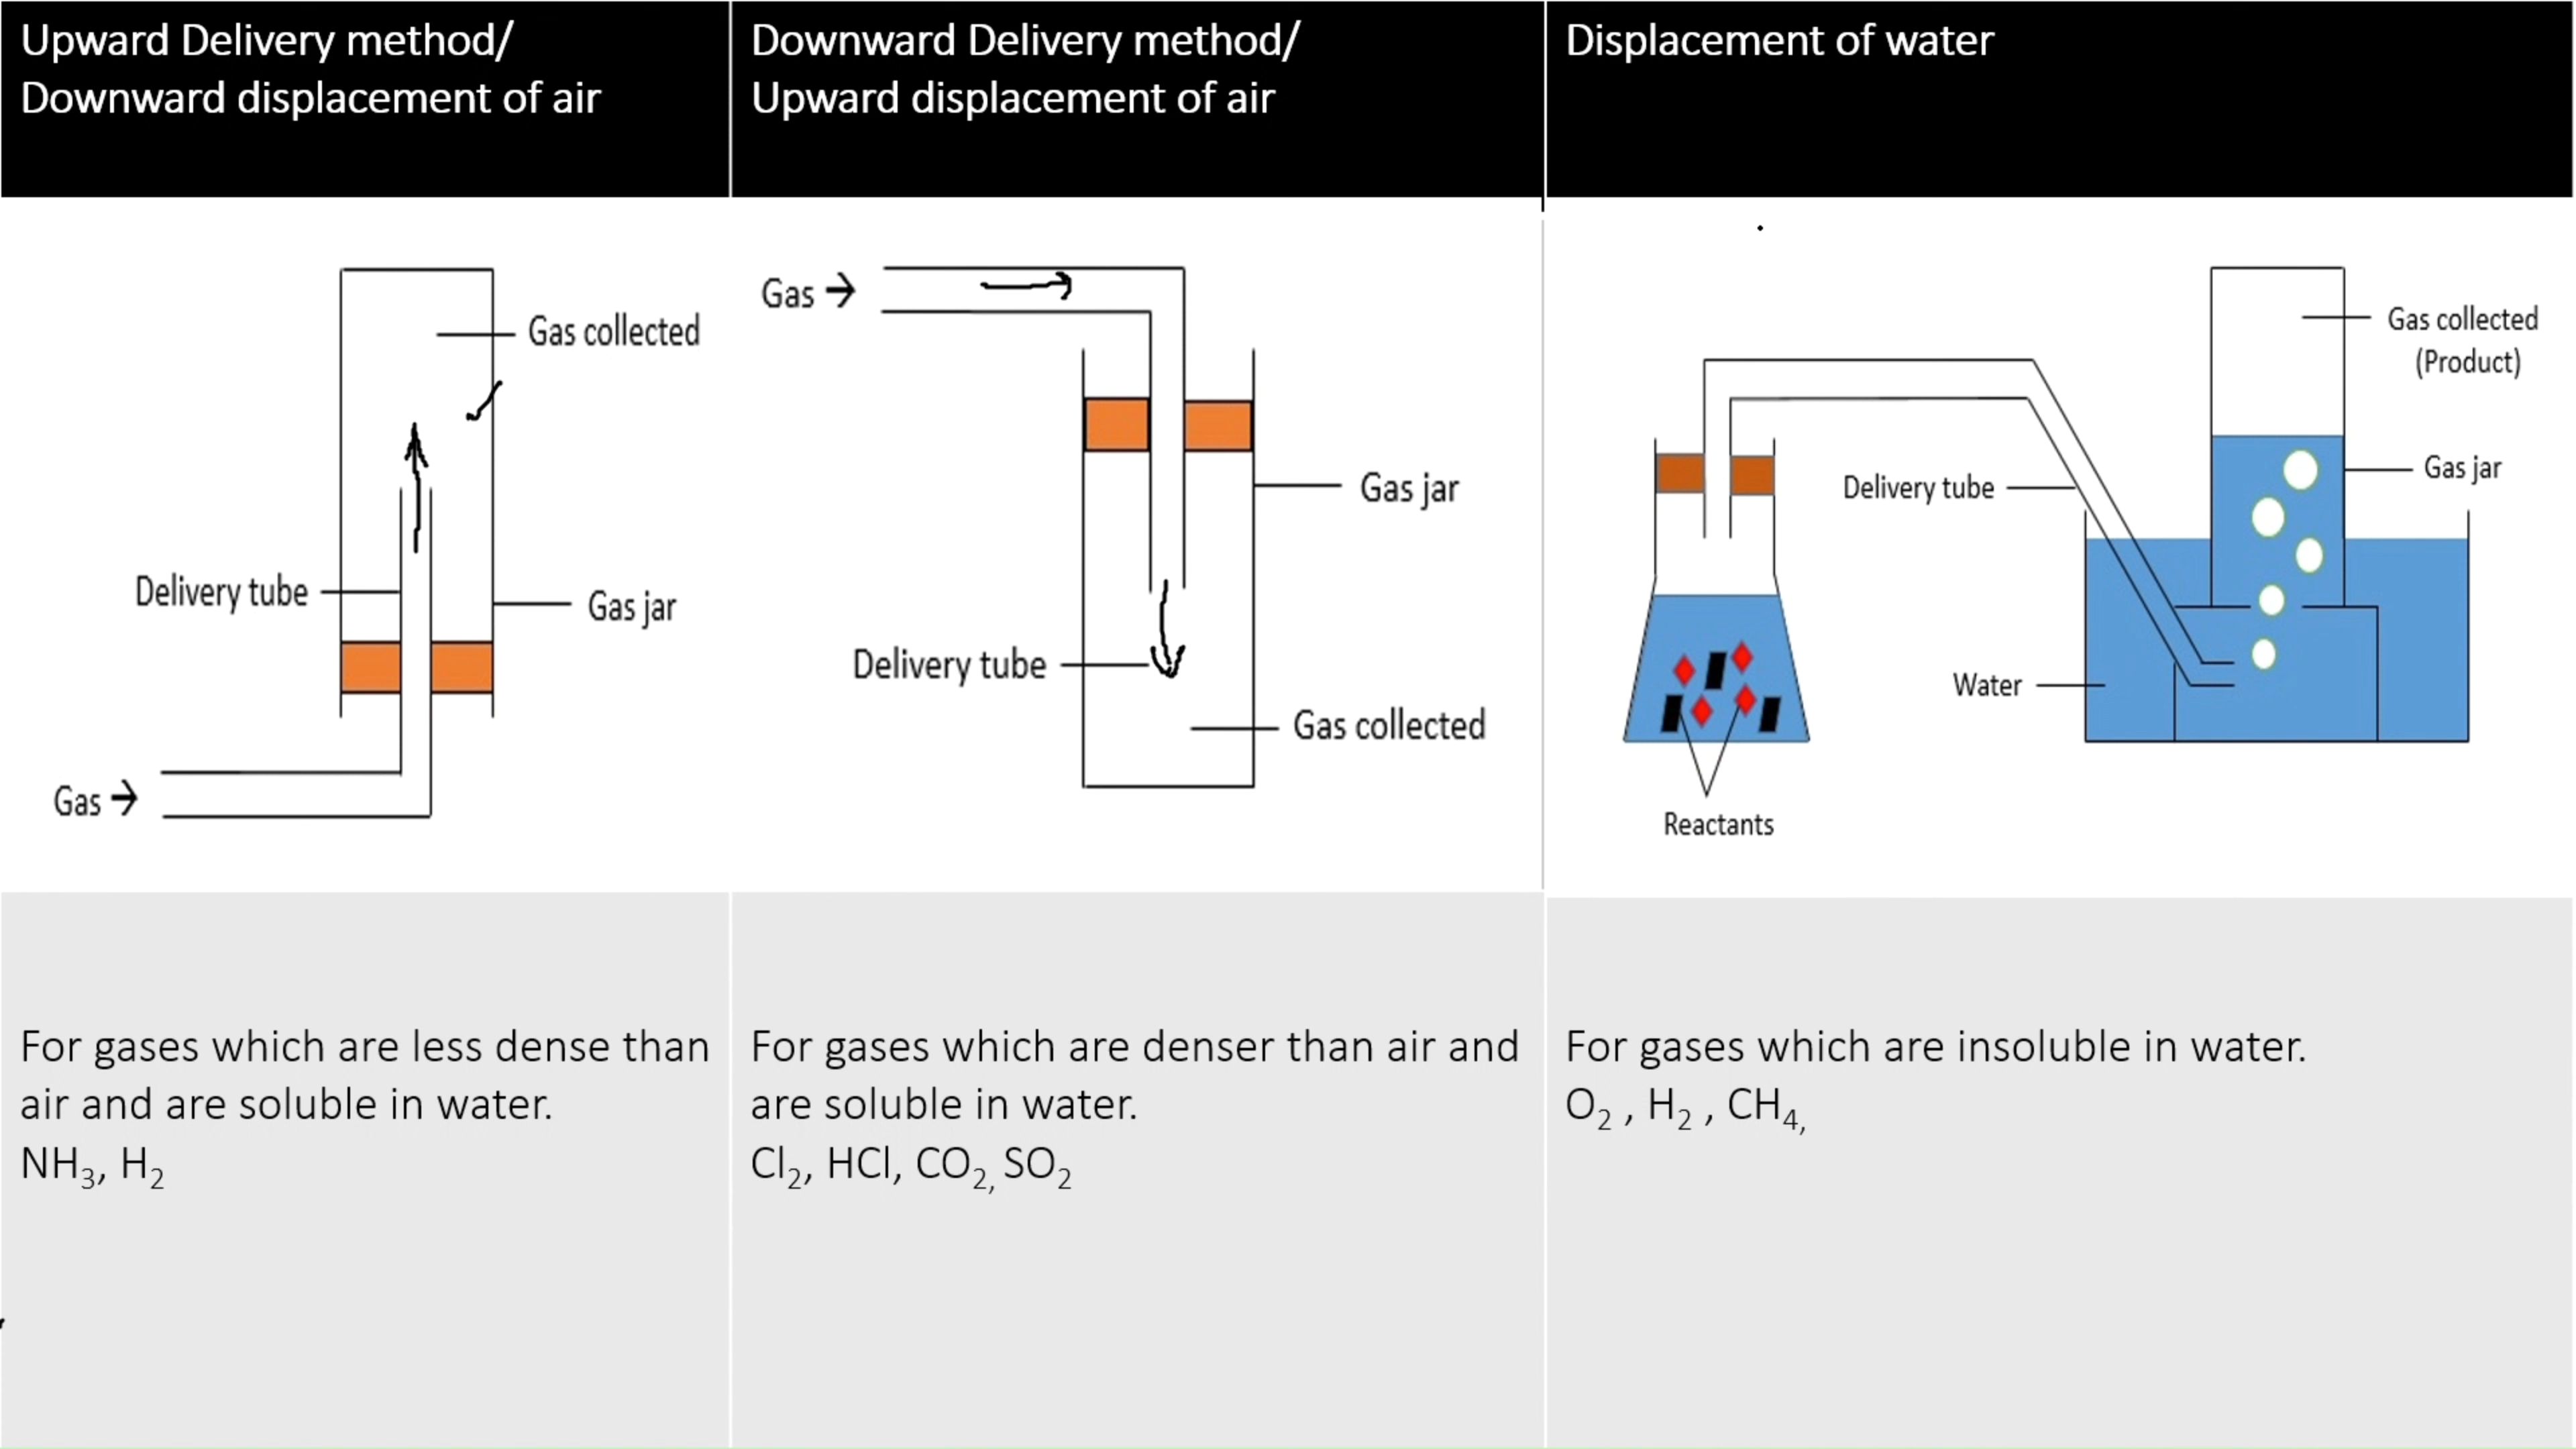 Upward Delivery method/
Downward displacement of air
Downward Delivery method/
Upward displacement of air
Displacement of water
Gas collected
Delivery tube
Gas jar
Gas →
Gas →
Gas jar
Delivery tube
Gas collected
Gas collected
(Product)
Delivery tube
Gas jar
Water
Reactants
For gases which are less dense than
air and are soluble in water.
NH₃, H₂
For gases which are denser than air and
are soluble in water.
Cl₂, HCl, CO₂, SO₂
For gases which are insoluble in water.
O₂ , H₂ , CH₄,